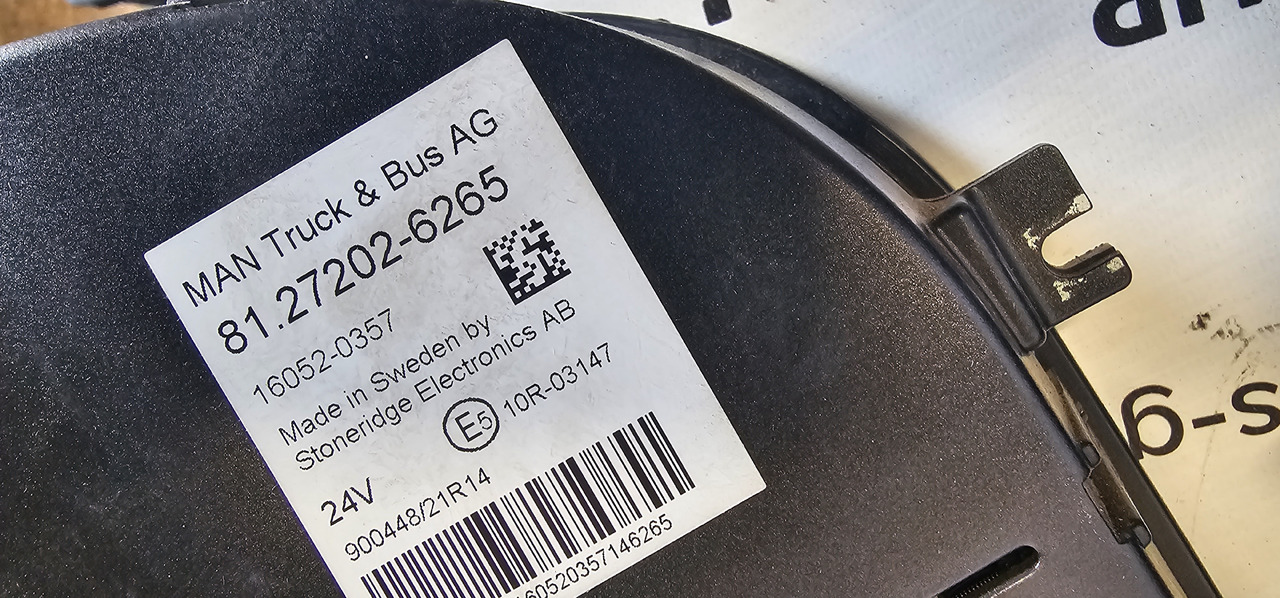 MAN Truck & Bus AG
81.27202-6265
16052-0357
Made in Sweden by
Stoneridge Electronics AB
E5 10R-03147
24V
900448/21R14
160520357146265
s-g